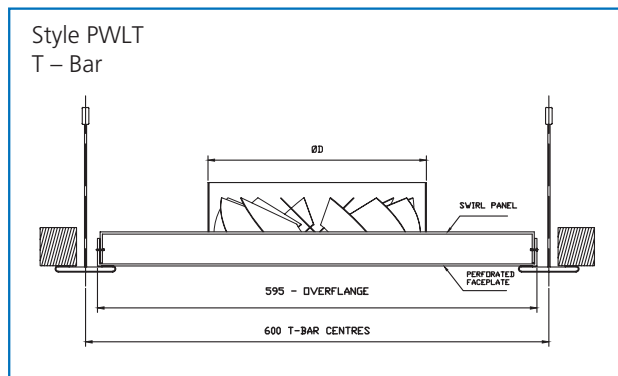 Style PWLT
T – Bar
ØD
SWIRL PANEL
PERFORATED
FACEPLATE
595 - OVERFLANGE
600 T-BAR CENTRES